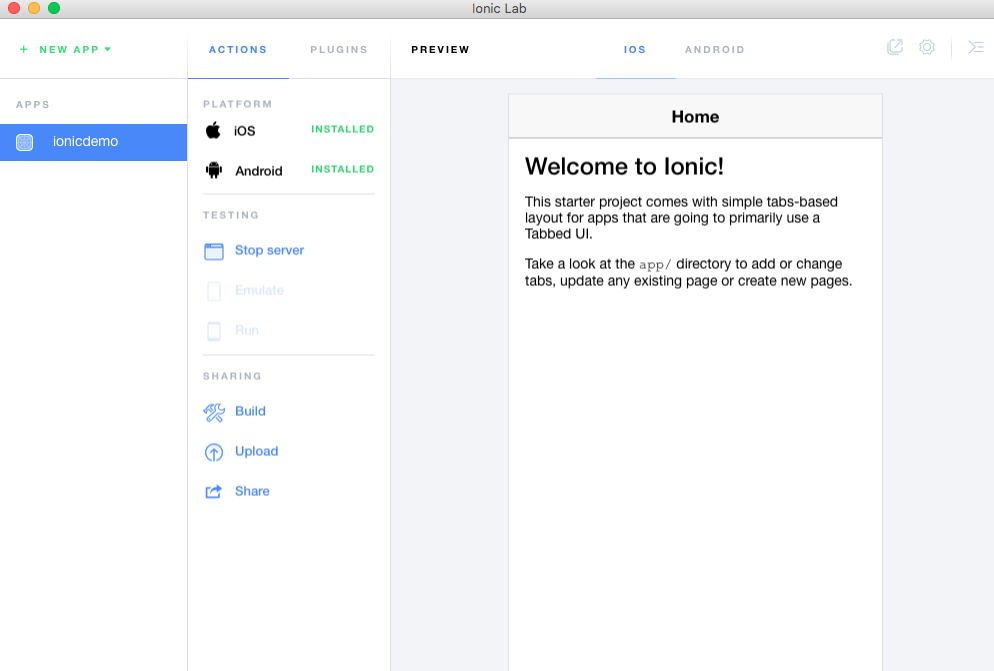 Ionic Lab
+ NEW APP
ACTIONS
PLUGINS
PREVIEW
IOS
ANDROID
APPS
ionicdemo
PLATFORM
iOS INSTALLED
Android INSTALLED
TESTING
Stop server
Emulate
Run
SHARING
Build
Upload
Share
Home
Welcome to Ionic!
This starter project comes with simple tabs-based
layout for apps that are going to primarily use a
Tabbed UI.
Take a look at the app/ directory to add or change
tabs, update any existing page or create new pages.